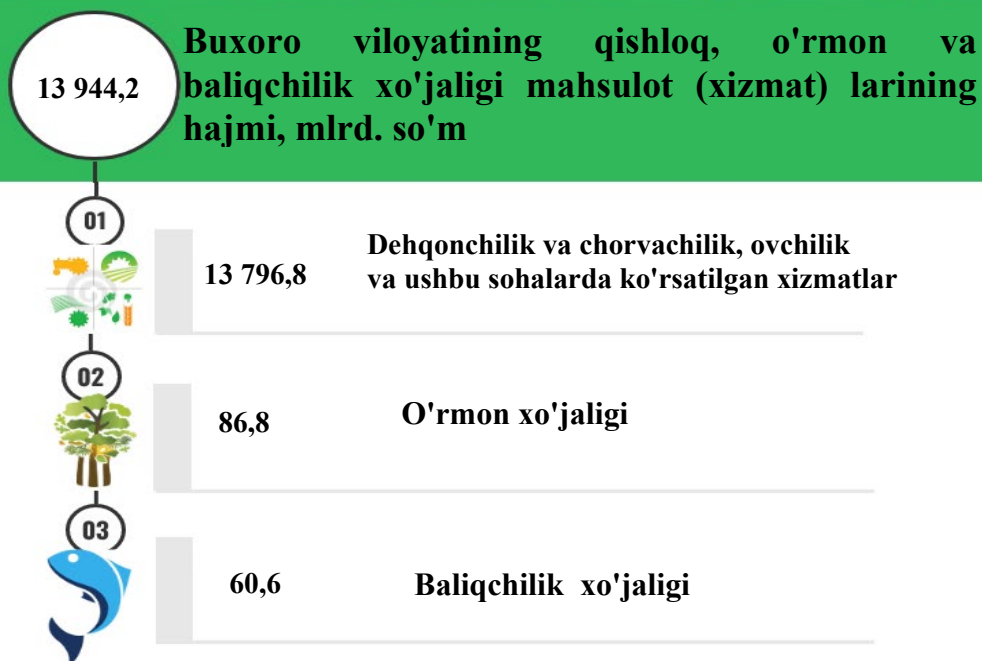 13 944,2
Buxoro viloyatining qishloq, o'rmon va
baliqchilik xo'jaligi mahsulot (xizmat) larining
hajmi, mlrd. so'm
01
13 796,8
Dehqonchilik va chorvachilik, ovchilik
va ushbu sohalarda ko'rsatilgan xizmatlar
02
86,8
O'rmon xo'jaligi
03
60,6
Baliqchilik xo'jaligi